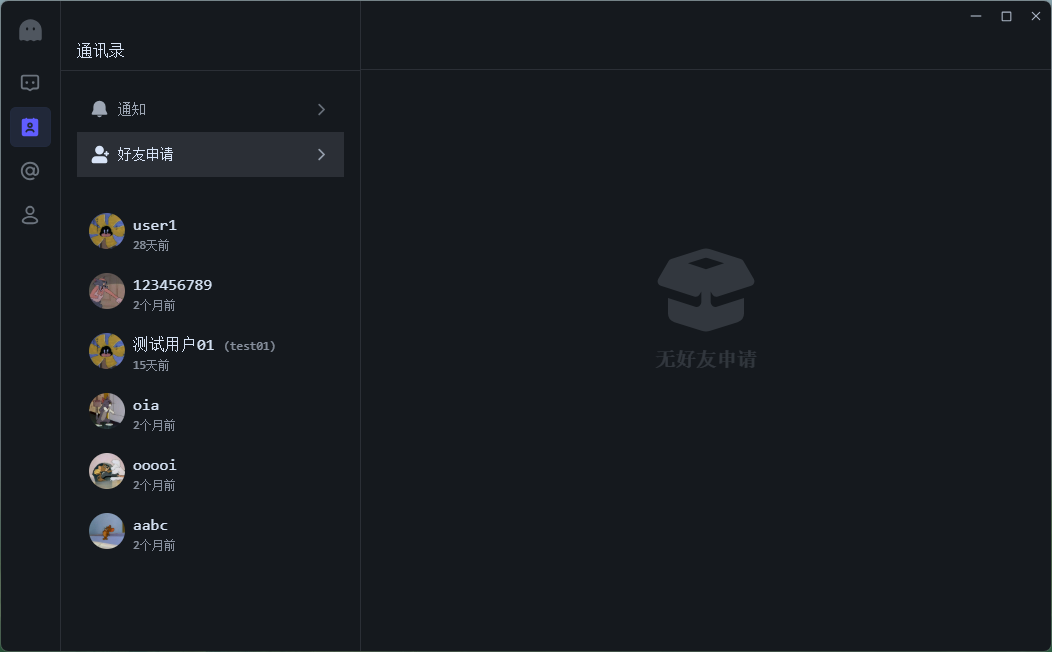 通讯录
通知
好友申请
user1
28天前
123456789
2个月前
测试用户01 (test01)
15天前
oia
2个月前
ooooi
2个月前
aabc
2个月前
无好友申请